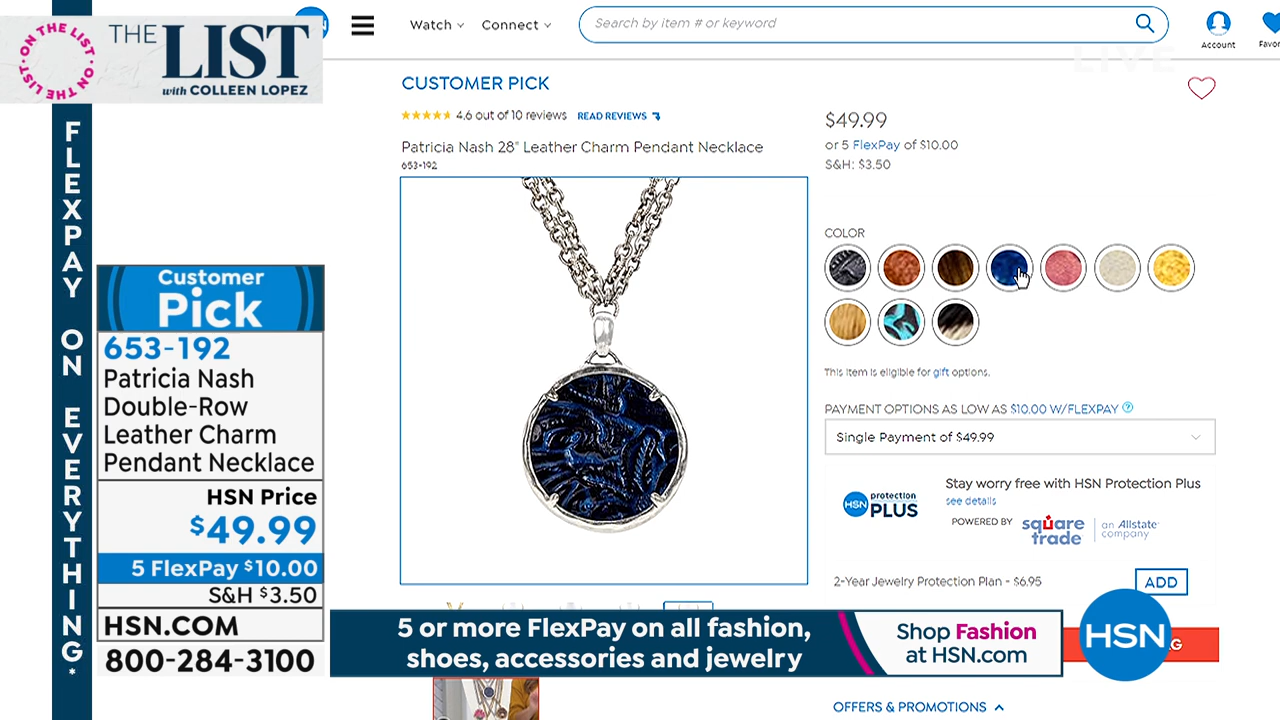 ON THE LIST · ON THE LIST ·
THE LIST
with COLLEEN LOPEZ
FLEXPAY ON EVERYTHING*
Watch
Connect
Search by item # or keyword
Account
Favor
LIVE
CUSTOMER PICK
4.6 out of 10 reviews READ REVIEWS
Patricia Nash 28" Leather Charm Pendant Necklace
653-192
$49.99
or 5 FlexPay of $10.00
S&H: $3.50
COLOR
This item is eligible for gift options.
PAYMENT OPTIONS AS LOW AS $10.00 W/FLEXPAY ?
Single Payment of $49.99
HSN protection PLUS
Stay worry free with HSN Protection Plus
see details
POWERED BY square trade an Allstate company
2-Year Jewelry Protection Plan - $6.95
ADD
Customer
Pick
653-192
Patricia Nash
Double-Row
Leather Charm
Pendant Necklace
HSN Price
$49.99
5 FlexPay $10.00
S&H $3.50
HSN.COM
800-284-3100
5 or more FlexPay on all fashion,
shoes, accessories and jewelry
Shop Fashion
at HSN.com
HSN
G
OFFERS & PROMOTIONS